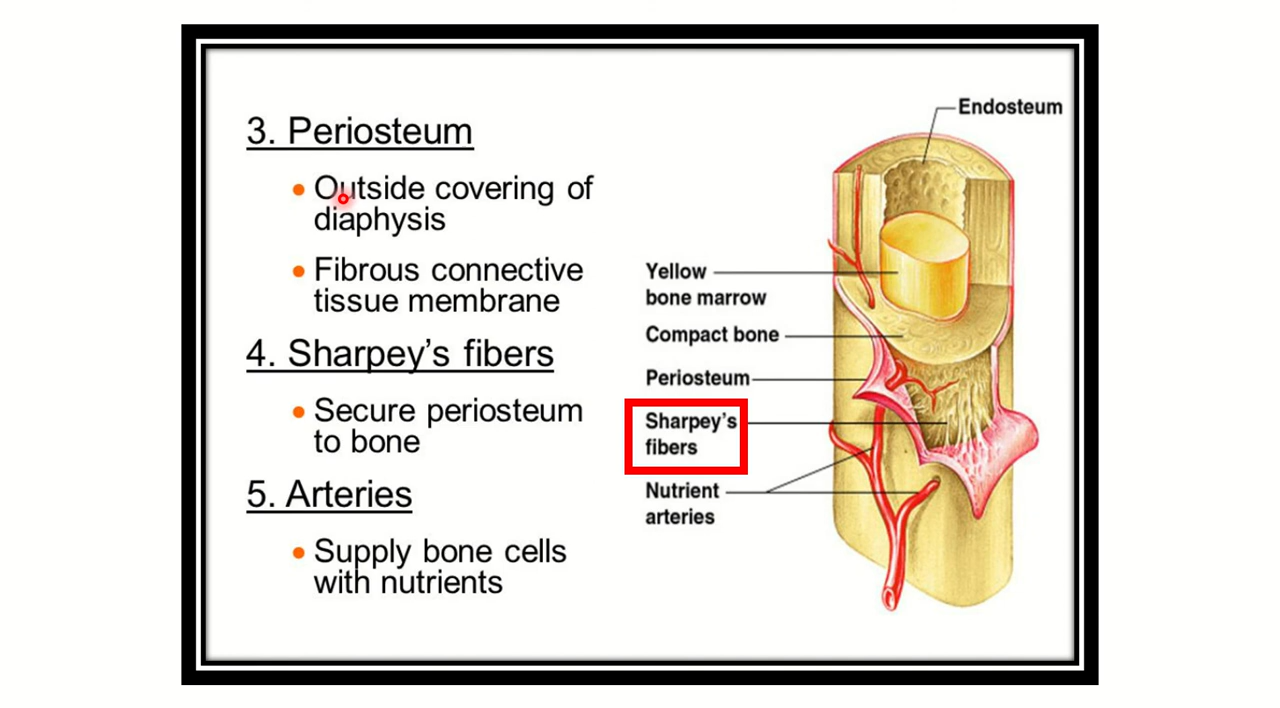 3. Periosteum
• Outside covering of
diaphysis
• Fibrous connective
tissue membrane
4. Sharpey's fibers
• Secure periosteum
to bone
5. Arteries
• Supply bone cells
with nutrients
Endosteum
Yellow
bone marrow
Compact bone
Periosteum
Sharpey's
fibers
Nutrient
arteries